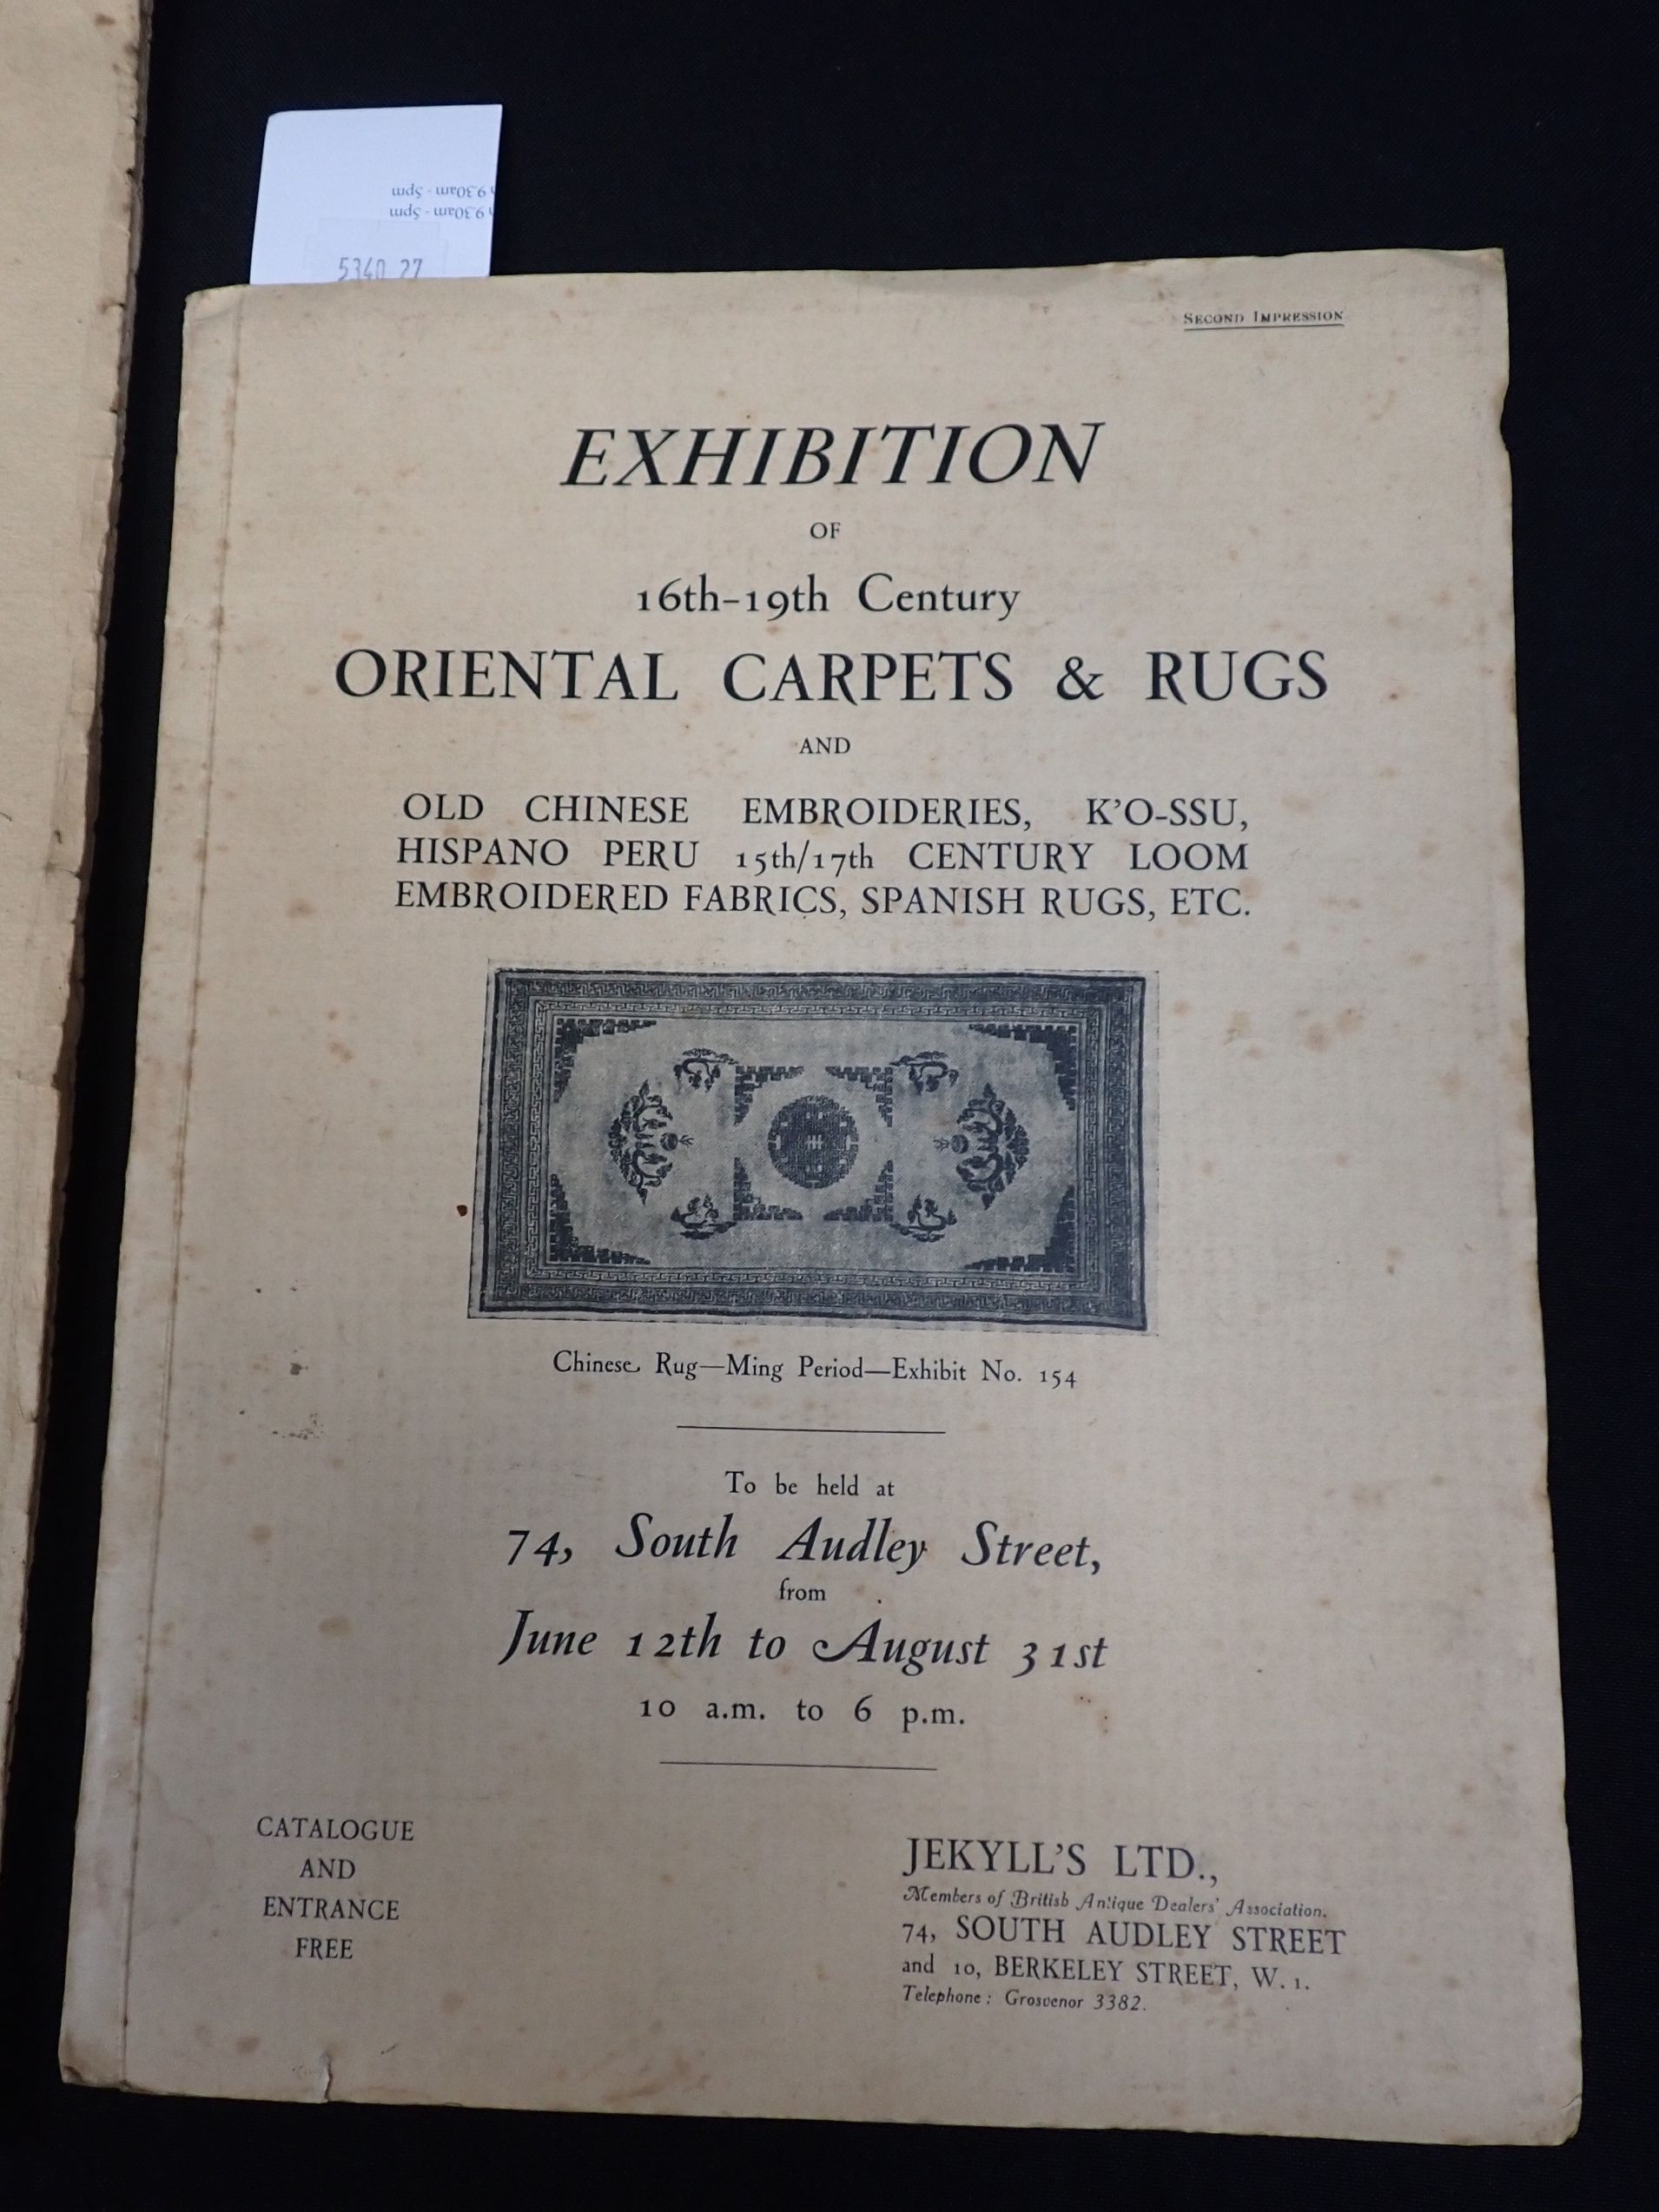 9.30am - 5pm
9.30am - 5pm
5340 27
SECOND IMPRESSION
EXHIBITION
OF
16th-19th Century
ORIENTAL CARPETS & RUGS
AND
OLD CHINESE EMBROIDERIES, K'O-SSU,
HISPANO PERU 15th/17th CENTURY LOOM
EMBROIDERED FABRICS, SPANISH RUGS, ETC.
Chinese Rug—Ming Period—Exhibit No. 154
To be held at
74, South Audley Street,
from
June 12th to August 31st
10 a.m. to 6 p.m.
CATALOGUE
AND
ENTRANCE
FREE
JEKYLL'S LTD.,
Members of British Antique Dealers' Association.
74, SOUTH AUDLEY STREET
and 10, BERKELEY STREET, W. 1.
Telephone: Grosvenor 3382.